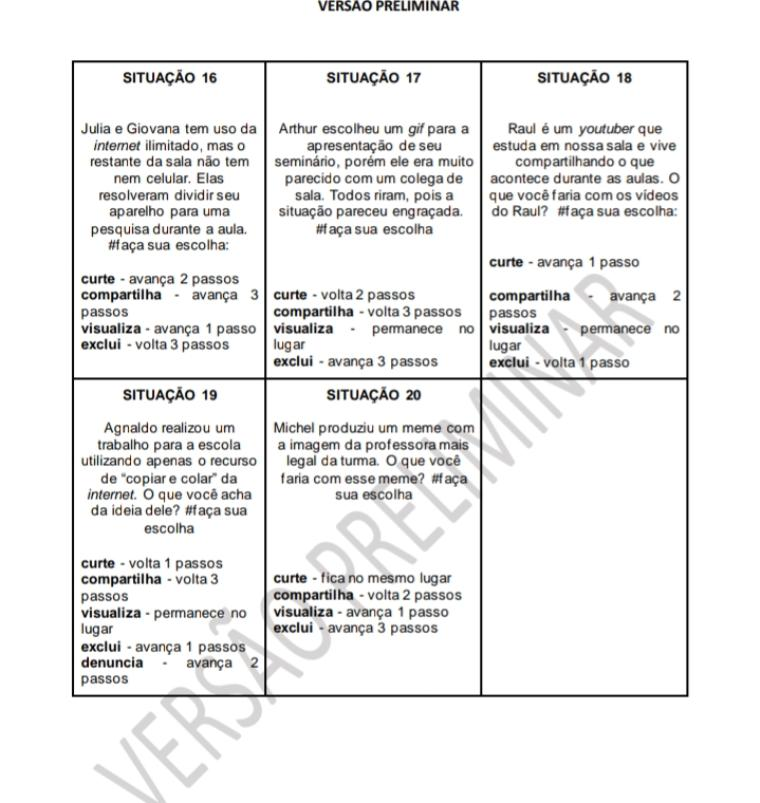 VERSÃO PRELIMINAR
SITUAÇÃO 16
Julia e Giovana tem uso da
internet ilimitado, mas o
restante da sala não tem
nem celular. Elas
resolveram dividir seu
aparelho para uma
pesquisa durante a aula.
#faça sua escolha:
curte - avança 2 passos
compartilha - avança 3
passos
visualiza - avança 1 passo
exclui - volta 3 passos
SITUAÇÃO 17
Arthur escolheu um gif para a
apresentação de seu
seminário, porém ele era muito
parecido com um colega de
sala. Todos riram, pois a
situação pareceu engraçada.
#faça sua escolha
curte - volta 2 passos
compartilha - volta 3 passos
visualiza - permanece no
lugar
exclui - avança 3 passos
SITUAÇÃO 18
Raul é um youtuber que
estuda em nossa sala e vive
compartilhando o que
acontece durante as aulas. O
que você faria com os vídeos
do Raul? #faça sua escolha:
curte - avança 1 passo
compartilha - avança 2
passos
visualiza - permanece no
lugar
exclui - volta 1 passo
SITUAÇÃO 19
Agnaldo realizou um
trabalho para a escola
utilizando apenas o recurso
de “copiar e colar” da
internet. O que você acha
da ideia dele? #faça sua
escolha
curte - volta 1 passos
compartilha - volta 3
passos
visualiza - permanece no
lugar
exclui - avança 1 passos
denuncia - avança 2
passos
SITUAÇÃO 20
Michel produziu um meme com
a imagem da professora mais
legal da turma. O que você
faria com esse meme? #faça
sua escolha
curte - fica no mesmo lugar
compartilha - volta 2 passos
visualiza - avança 1 passo
exclui - avança 3 passos
VERSÃO PRELIMINAR